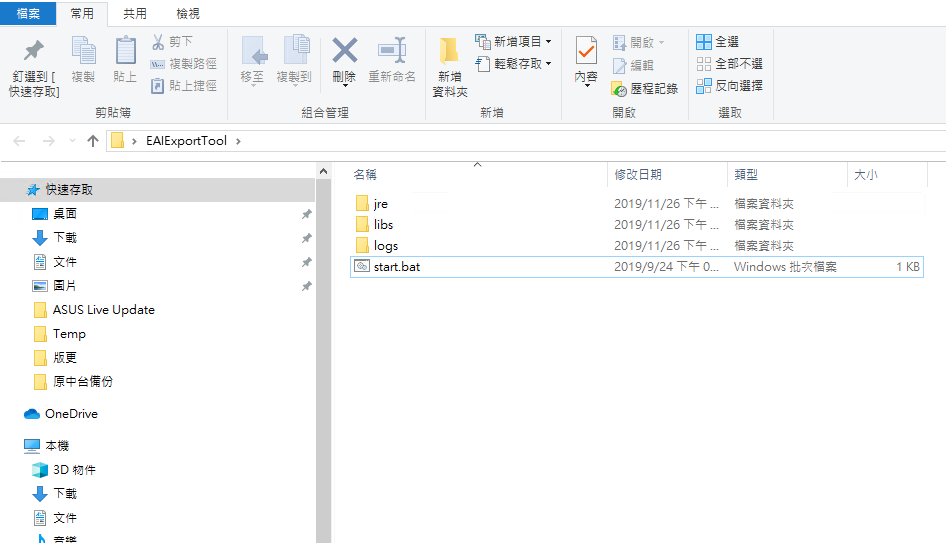 檔案 常用 共用 檢視
釘選到 [
快速存取]
複製
貼上
剪下
複製路徑
貼上捷徑
剪貼簿
移至
複製到
刪除
重新命名
組合管理
新增
資料夾
新增項目
輕鬆存取
新增
內容
開啟
編輯
歷程記錄
開啟
全選
全部不選
反向選擇
選取
EAIExportTool
快速存取
桌面
下載
文件
圖片
ASUS Live Update
Temp
版更
原中台備份
OneDrive
本機
3D 物件
下載
文件
音樂
名稱 修改日期 類型 大小
jre 2019/11/26 下午 ... 檔案資料夾
libs 2019/11/26 下午 ... 檔案資料夾
logs 2019/11/26 下午 ... 檔案資料夾
start.bat 2019/9/24 下午 0... Windows 批次檔案 1 KB